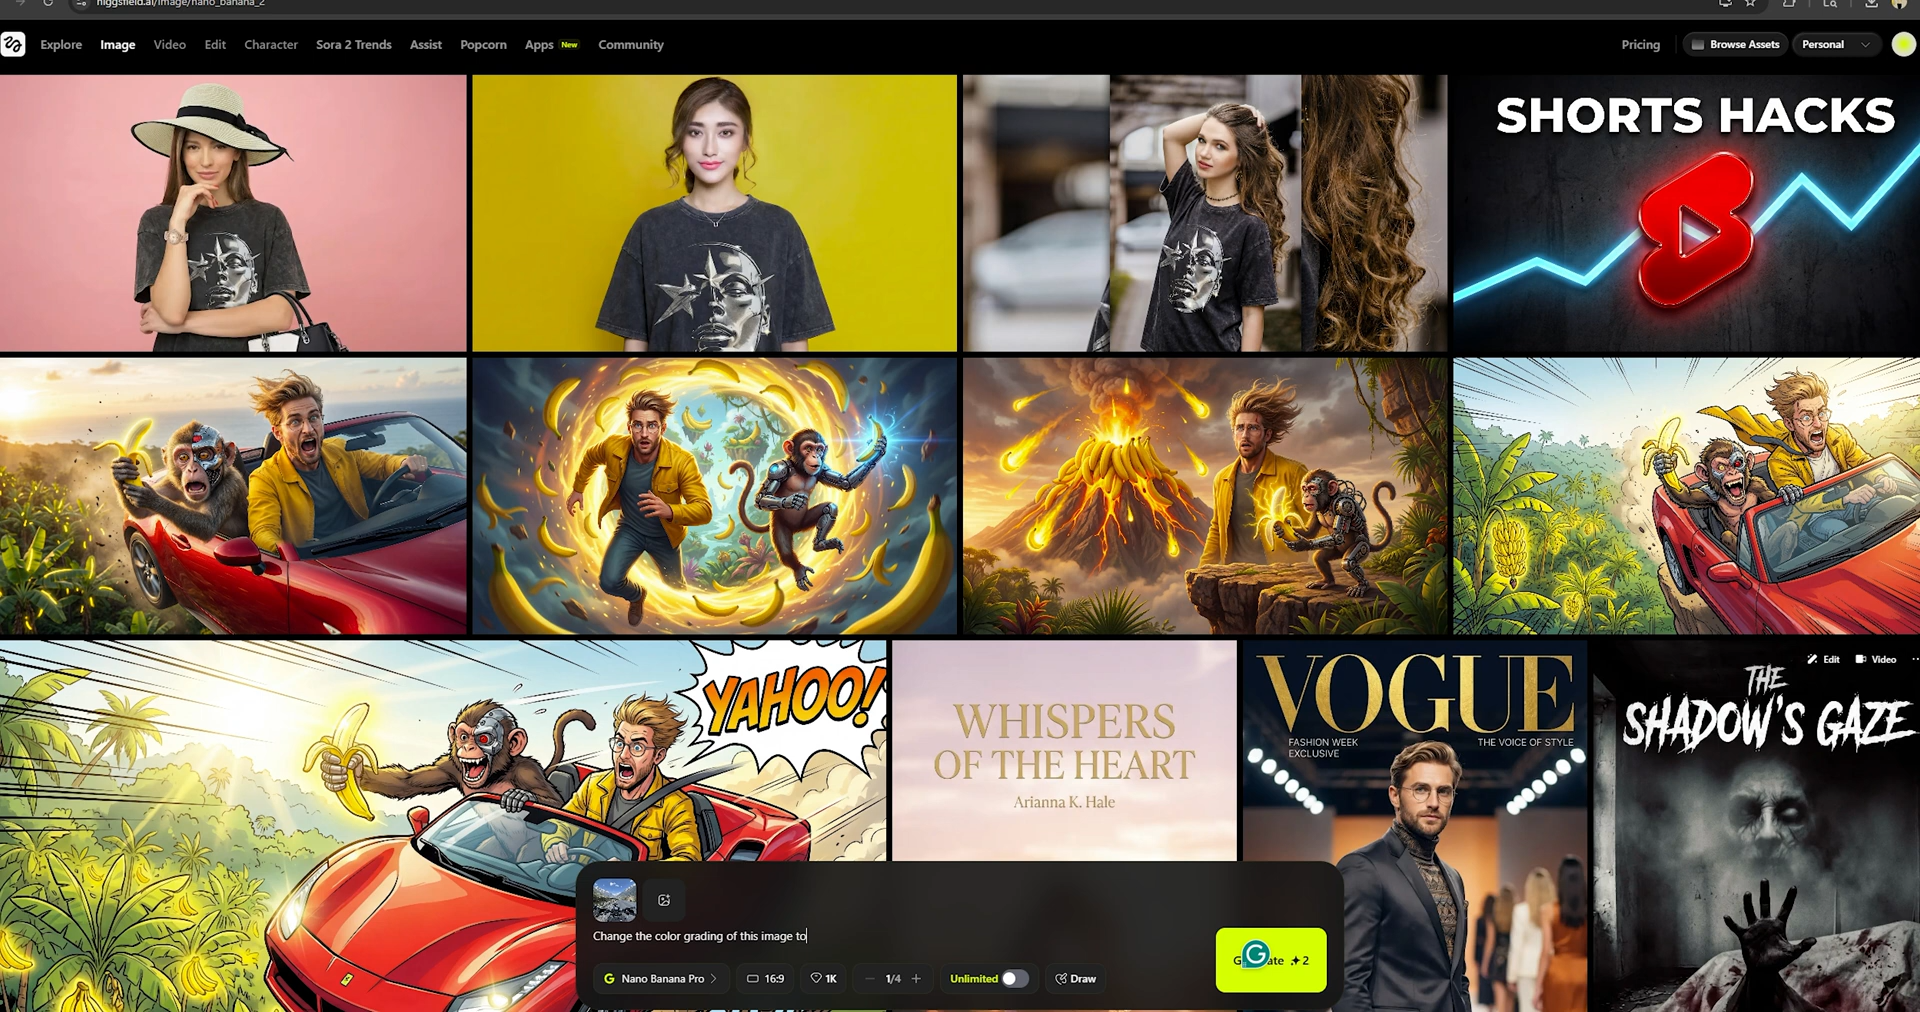 higgsfield.ai/image/nano_banana_2
Explore Image Video Edit Character Sora 2 Trends Assist Popcorn Apps New Community
Pricing Browse Assets Personal
SHORTS HACKS
YAHOO!
WHISPERS
OF THE HEART
Arianna K. Hale
VOGUE
FASHION WEEK
EXCLUSIVE
THE VOICE OF STYLE
Edit Video
THE
SHADOW'S GAZE
Change the color grading of this image to
Nano Banana Pro 16:9 1K 1/4 Unlimited Draw
2